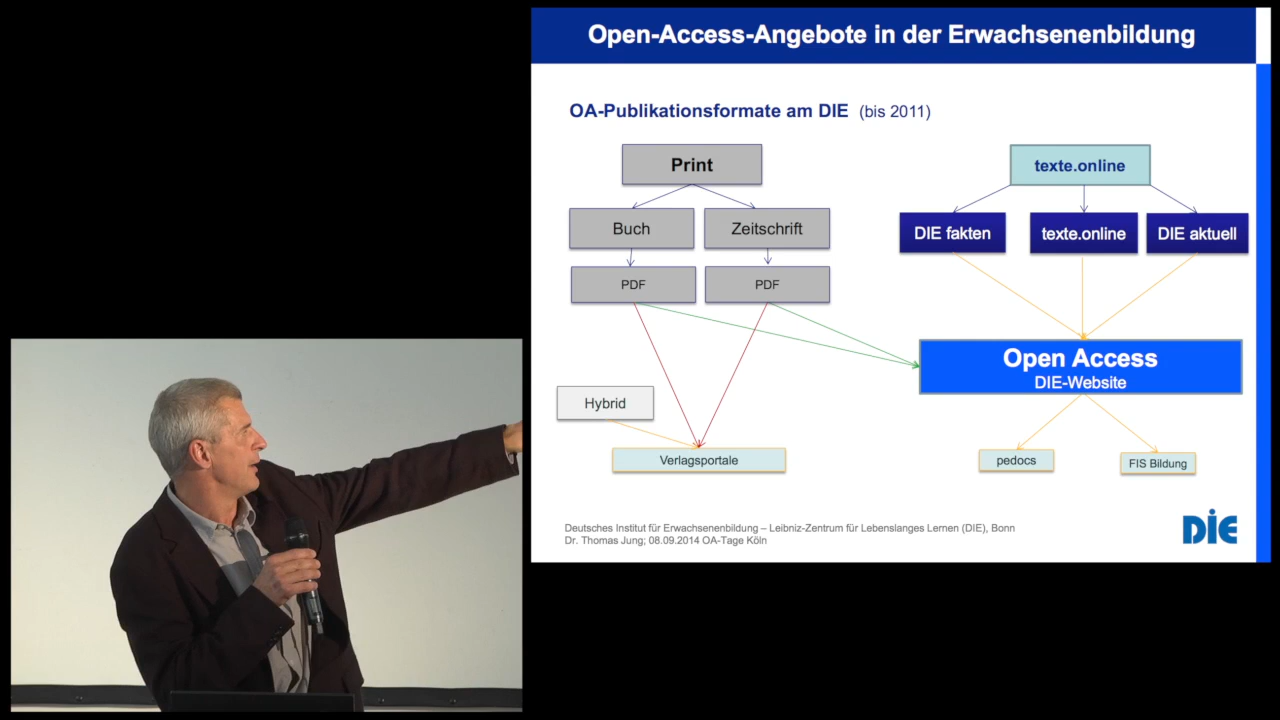 Open-Access-Angebote in der Erwachsenenbildung
OA-Publikationsformate am DIE (bis 2011)
Print
texte.online
Buch
Zeitschrift
DIE fakten
texte.online
DIE aktuell
PDF
PDF
Open Access
DIE-Website
Hybrid
Verlagsportale
pedocs
FIS Bildung
Deutsches Institut für Erwachsenenbildung – Leibniz-Zentrum für Lebenslanges Lernen (DIE), Bonn
Dr. Thomas Jung; 08.09.2014 OA-Tage Köln
DIE